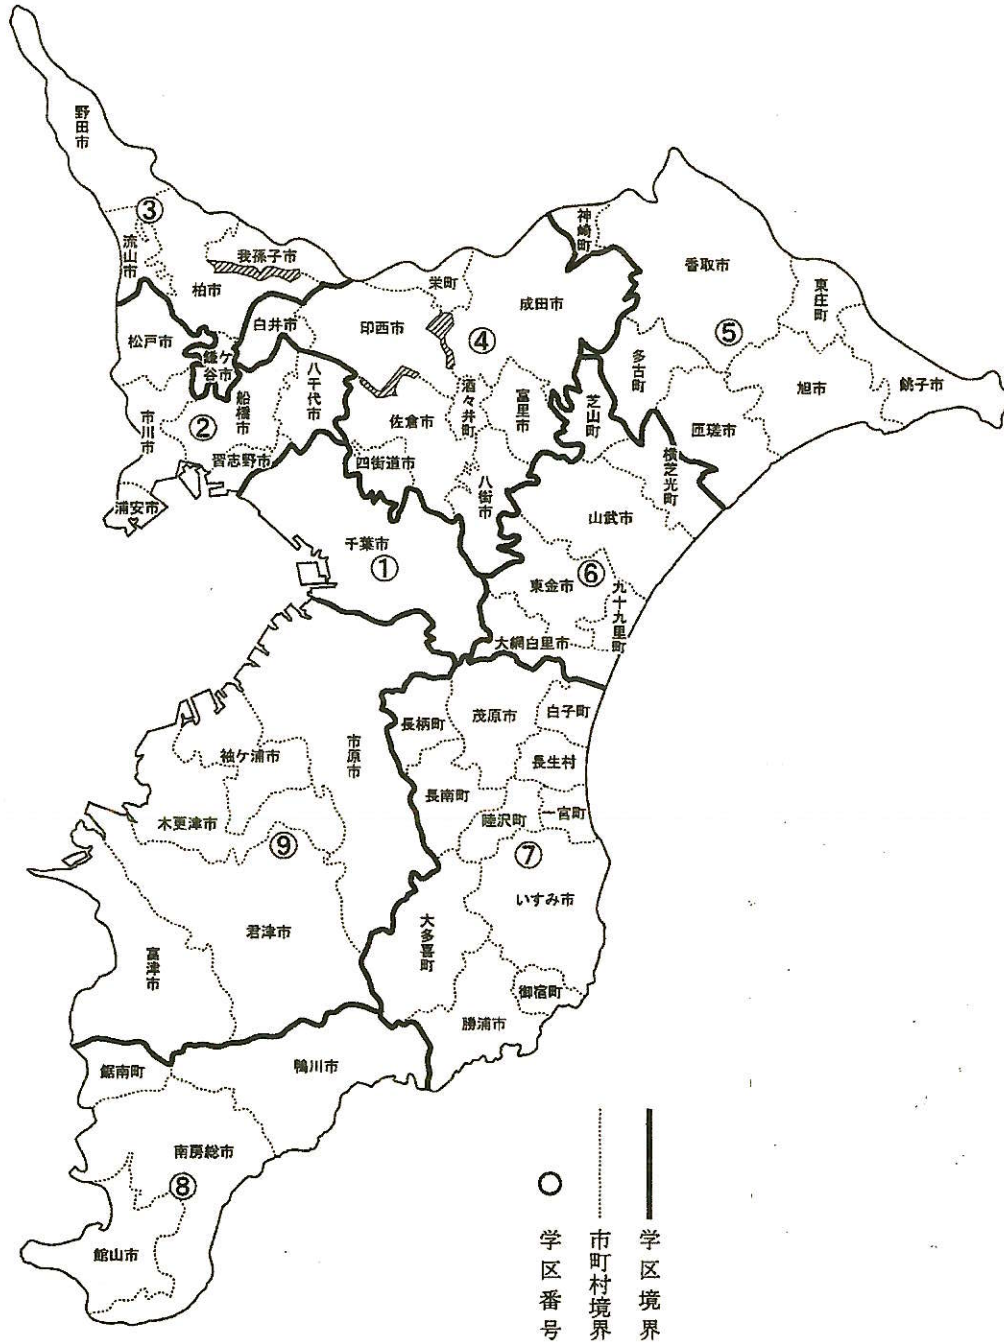 野田市
③
流山市
柏市
我孫子市
松戸市
鎌ケ谷市
白井市
印西市
栄町
成田市
④
神崎町
香取市
東庄町
⑤
多古町
旭市
銚子市
匝瑳市
市川市
②
船橋市
八千代市
習志野市
浦安市
佐倉市
酒々井町
富里市
四街道市
八街市
芝山町
横芝光町
山武市
千葉市
①
東金市
⑥
九十九里町
大網白里市
長柄町
茂原市
白子町
長生村
長南町
睦沢町
一宮町
⑦
市原市
袖ケ浦市
木更津市
⑨
君津市
富津市
いすみ市
大多喜町
御宿町
勝浦市
鋸南町
鴨川市
南房総市
⑧
館山市
学区境界
市町村境界
学区番号